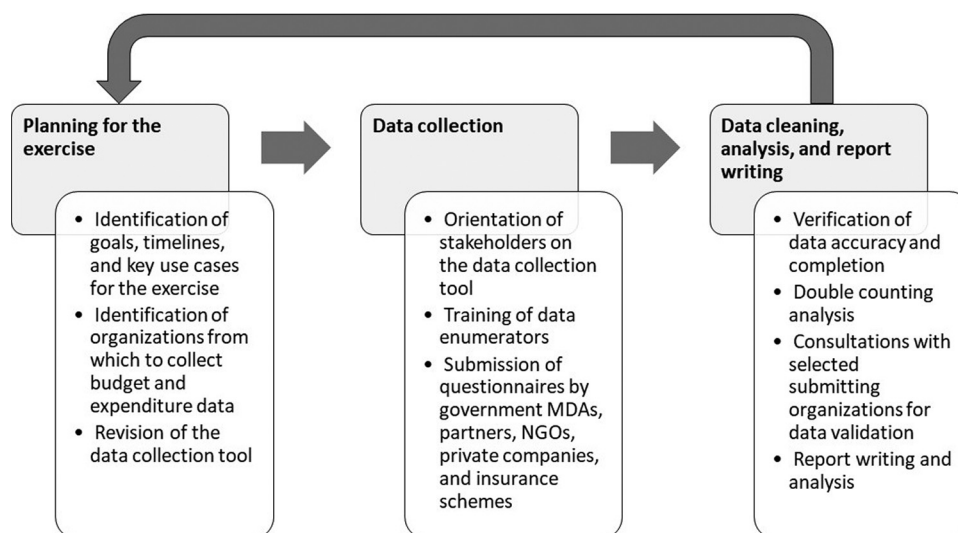 Planning for the
exercise
• Identification of
goals, timelines,
and key use cases
for the exercise
• Identification of
organizations from
which to collect
budget and
expenditure data
• Revision of the
data collection tool
Data collection
• Orientation of
stakeholders on
the data collection
tool
• Training of data
enumerators
• Submission of
questionnaires by
government MDAs,
partners, NGOs,
private companies,
and insurance
schemes
Data cleaning,
analysis, and report
writing
• Verification of
data accuracy and
completion
• Double counting
analysis
• Consultations with
selected
submitting
organizations for
data validation
• Report writing and
analysis